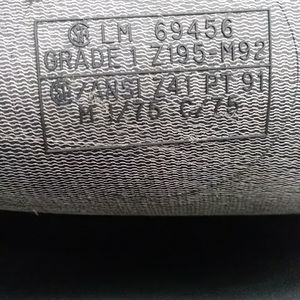 LM 69456
GRADE 1 Z195-M92
/ANSI Z41 PT 91
M I/75 C/75